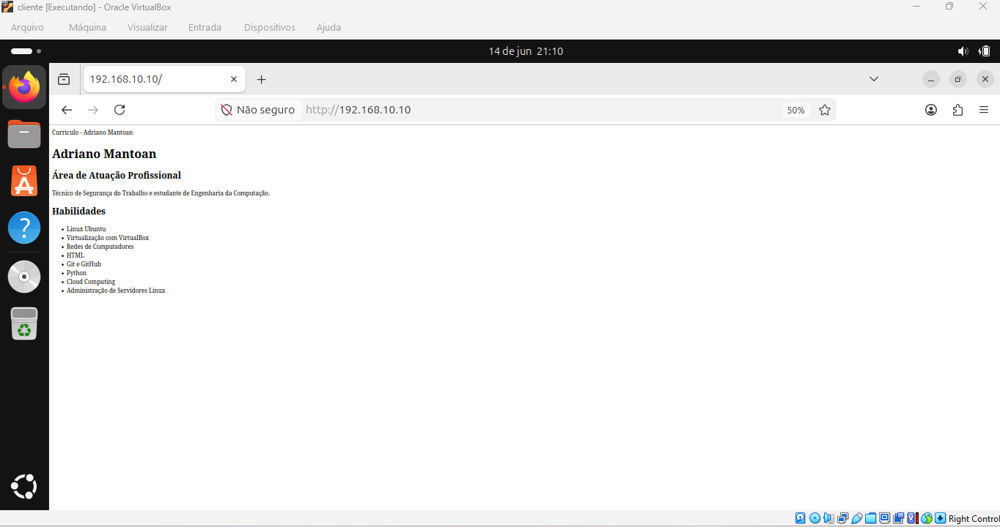 cliente [Executando] - Oracle VirtualBox
Arquivo Máquina Visualizar Entrada Dispositivos Ajuda
14 de jun 21:10
192.168.10.10/
Não seguro http://192.168.10.10 50%
Curriculo - Adriano Mantoan
Adriano Mantoan
Área de Atuação Profissional
Técnico de Segurança do Trabalho e estudante de Engenharia da Computação.
Habilidades
• Linux Ubuntu
• Virtualização com VirtualBox
• Redes de Computadores
• HTML
• Git e GitHub
• Python
• Cloud Computing
• Administração de Servidores Linux
Right Control